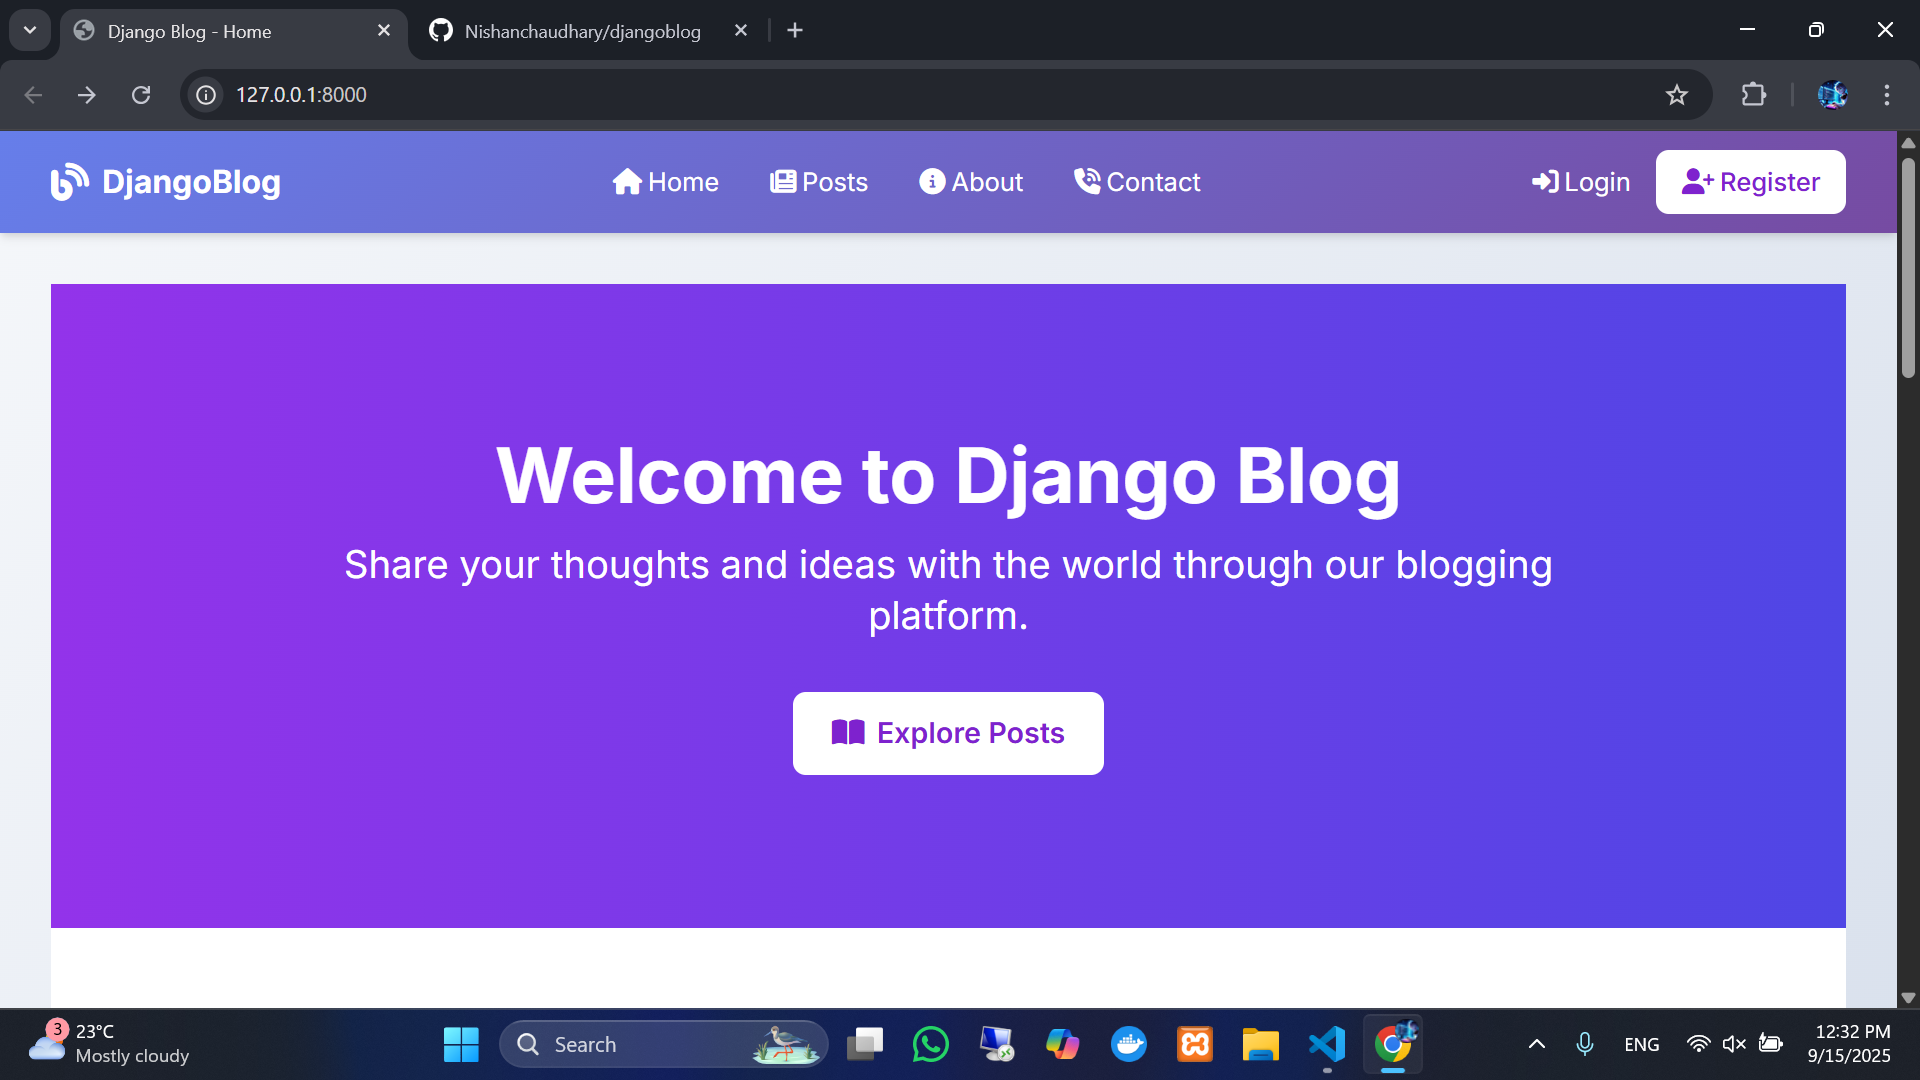 Django Blog - Home
Nishanchaudhary/djangoblog
127.0.0.1:8000
DjangoBlog
Home
Posts
About
Contact
Login
Register
Welcome to Django Blog
Share your thoughts and ideas with the world through our blogging
platform.
Explore Posts
3
23°C
Mostly cloudy
Search
ENG
12:32 PM
9/15/2025